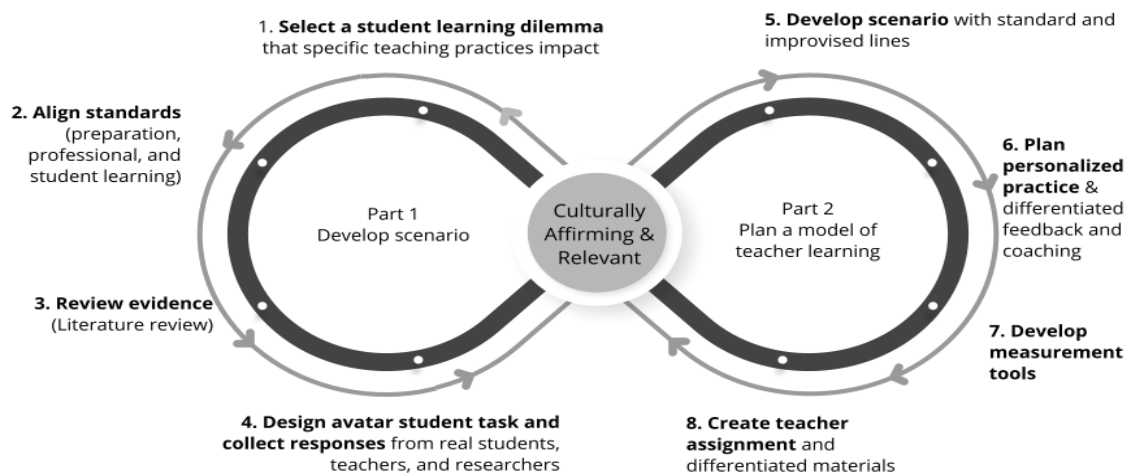 1. Select a student learning dilemma
that specific teaching practices impact
2. Align standards
(preparation,
professional, and
student learning)
3. Review evidence
(Literature review)
4. Design avatar student task and
collect responses from real students,
teachers, and researchers
Part 1
Develop scenario
Culturally
Affirming &
Relevant
Part 2
Plan a model of
teacher learning
5. Develop scenario with standard and
improvised lines
6. Plan
personalized
practice &
differentiated
feedback and
coaching
7. Develop
measurement
tools
8. Create teacher
assignment and
differentiated materials